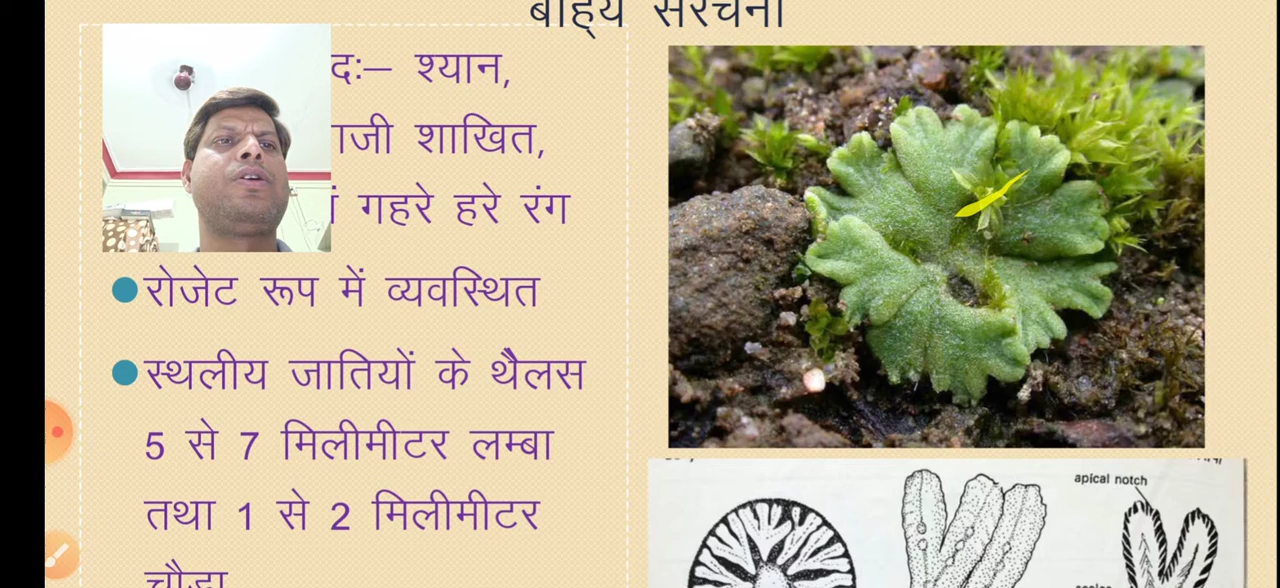 बाह्य संरचना
श्यान,
शाखित,
गहरे हरे रंग
रोजेट रूप में व्यवस्थित
स्थलीय जातियों के थैलस
5 से 7 मिलीमीटर लम्बा
तथा 1 से 2 मिलीमीटर
चौड़ा
apical notch